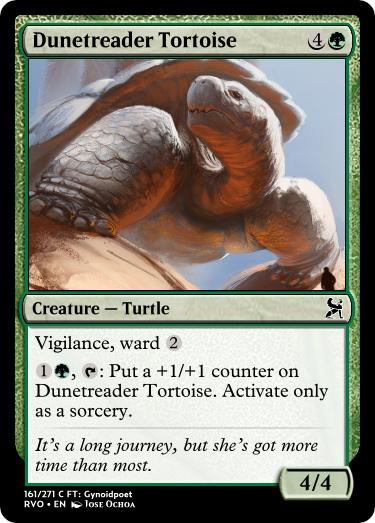 Dunetreader Tortoise 4
Creature — Turtle
Vigilance, ward 2
1, : Put a +1/+1 counter on
Dunetreader Tortoise. Activate only
as a sorcery.
It's a long journey, but she's got more
time than most.
4/4
161/271 C FT: Gynoidpoet
RVO • EN Jose Ochoa